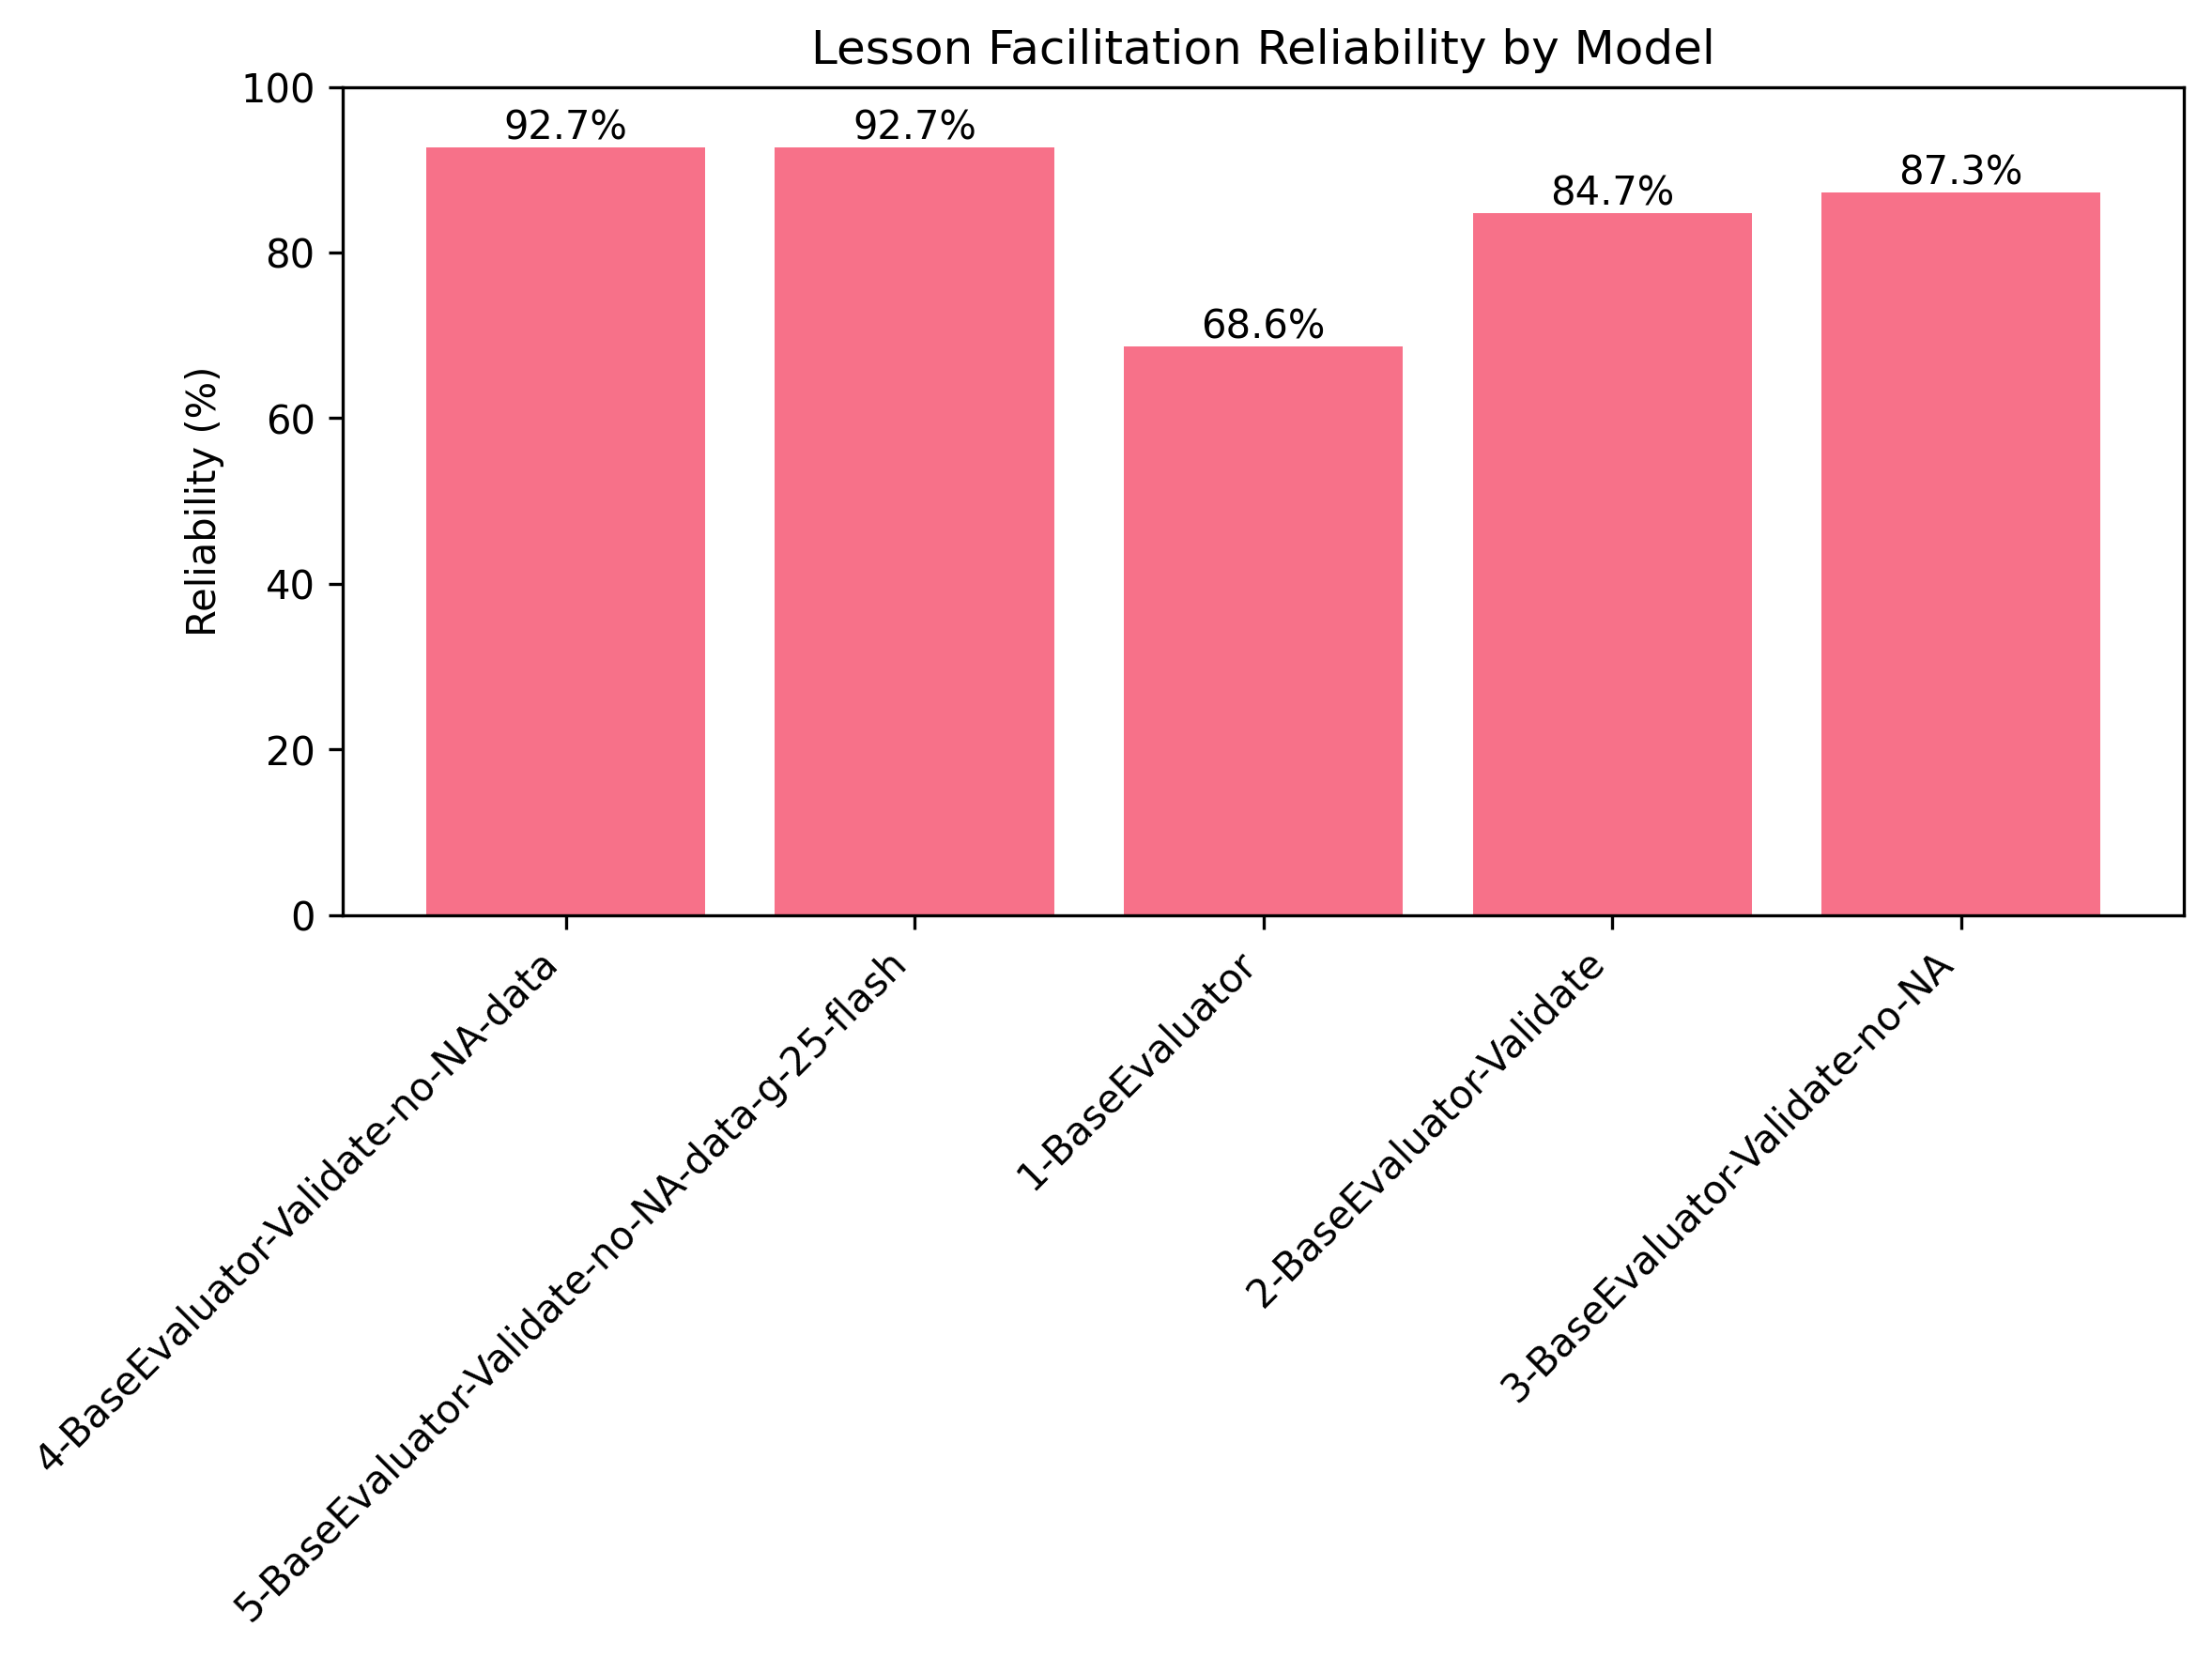 Lesson Facilitation Reliability by Model
Reliability (%)
100
80
60
40
20
0
92.7%
92.7%
68.6%
84.7%
87.3%
4-BaseEvaluator-Validate-no-NA-data
5-BaseEvaluator-Validate-no-NA-data-g-25-flash
1-BaseEvaluator
2-BaseEvaluator-Validate
3-BaseEvaluator-Validate-no-NA